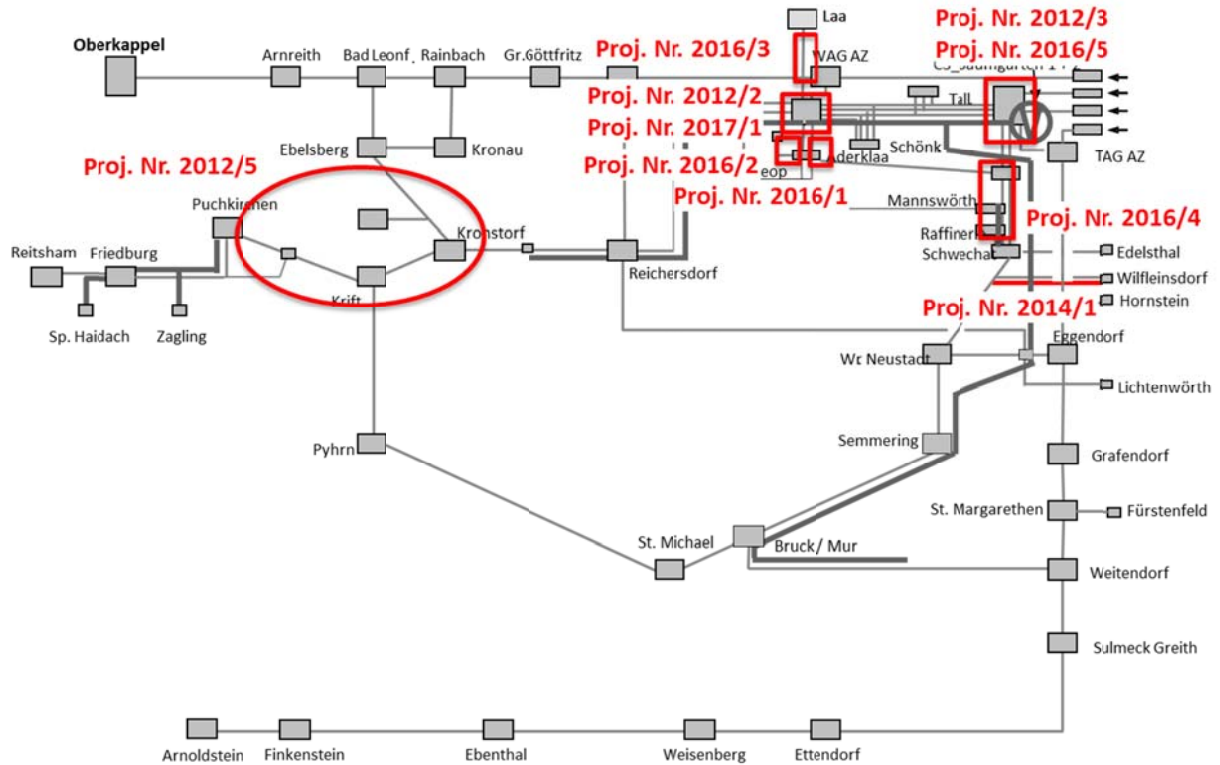 Laa
Proj. Nr. 2012/3
Oberkappel
Arnreith
Bad Leonf.
Rainbach
Gr.Göttfritz
Proj. Nr. 2016/3
WAG AZ
Proj. Nr. 2016/5
Proj. Nr. 2012/2
Tall.
Proj. Nr. 2017/1
Ebelsberg
Kronau
Aderklaa
Schönk
TAG AZ
Proj. Nr. 2012/5
Proj. Nr. 2016/2
Proj. Nr. 2016/1
Puchkirchen
Mannswörth
Proj. Nr. 2016/4
Kronstorf
Reitsham
Friedburg
Reichersdorf
Schwechat
Edelsthal
Wilfleinsdorf
Krift
Hornstein
Proj. Nr. 2014/1
Sp. Haidach
Zagling
Eggendorf
Wr. Neustadt
Lichtenwörth
Pyhrn
Semmering
Grafendorf
St. Margarethen
Fürstenfeld
St. Michael
Bruck/ Mur
Weitendorf
Sulmeck Greith
Arnoldstein
Finkenstein
Ebenthal
Weisenberg
Ettendorf